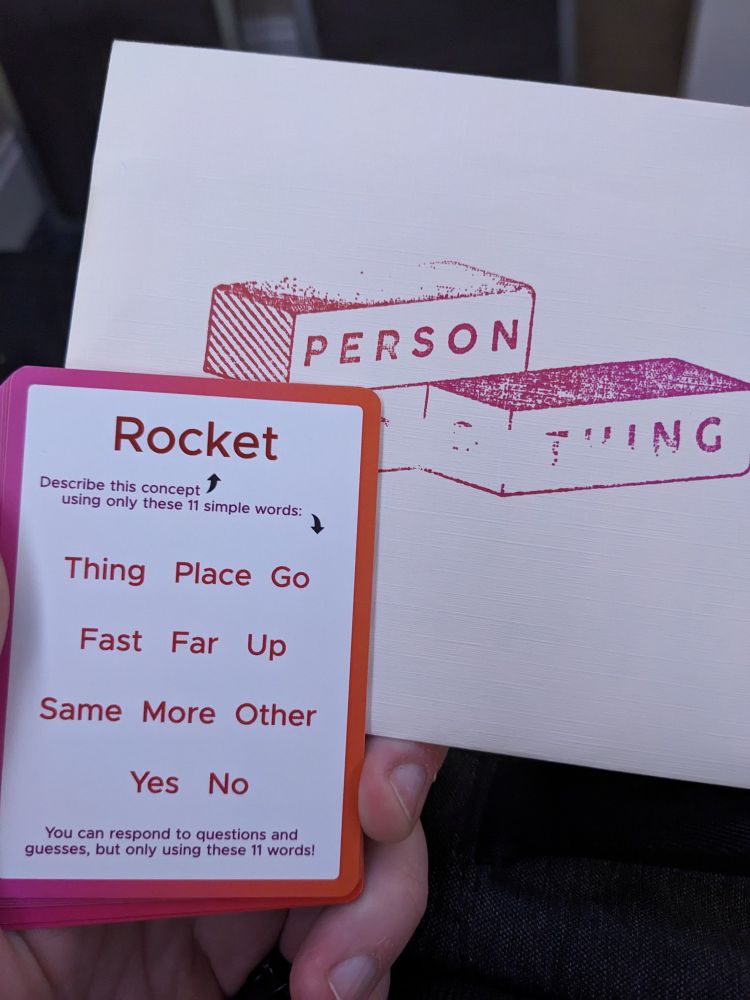 PERSON
THING
Rocket
Describe this concept
using only these 11 simple words:
Thing Place Go
Fast Far Up
Same More Other
Yes No
You can respond to questions and
guesses, but only using these 11 words!